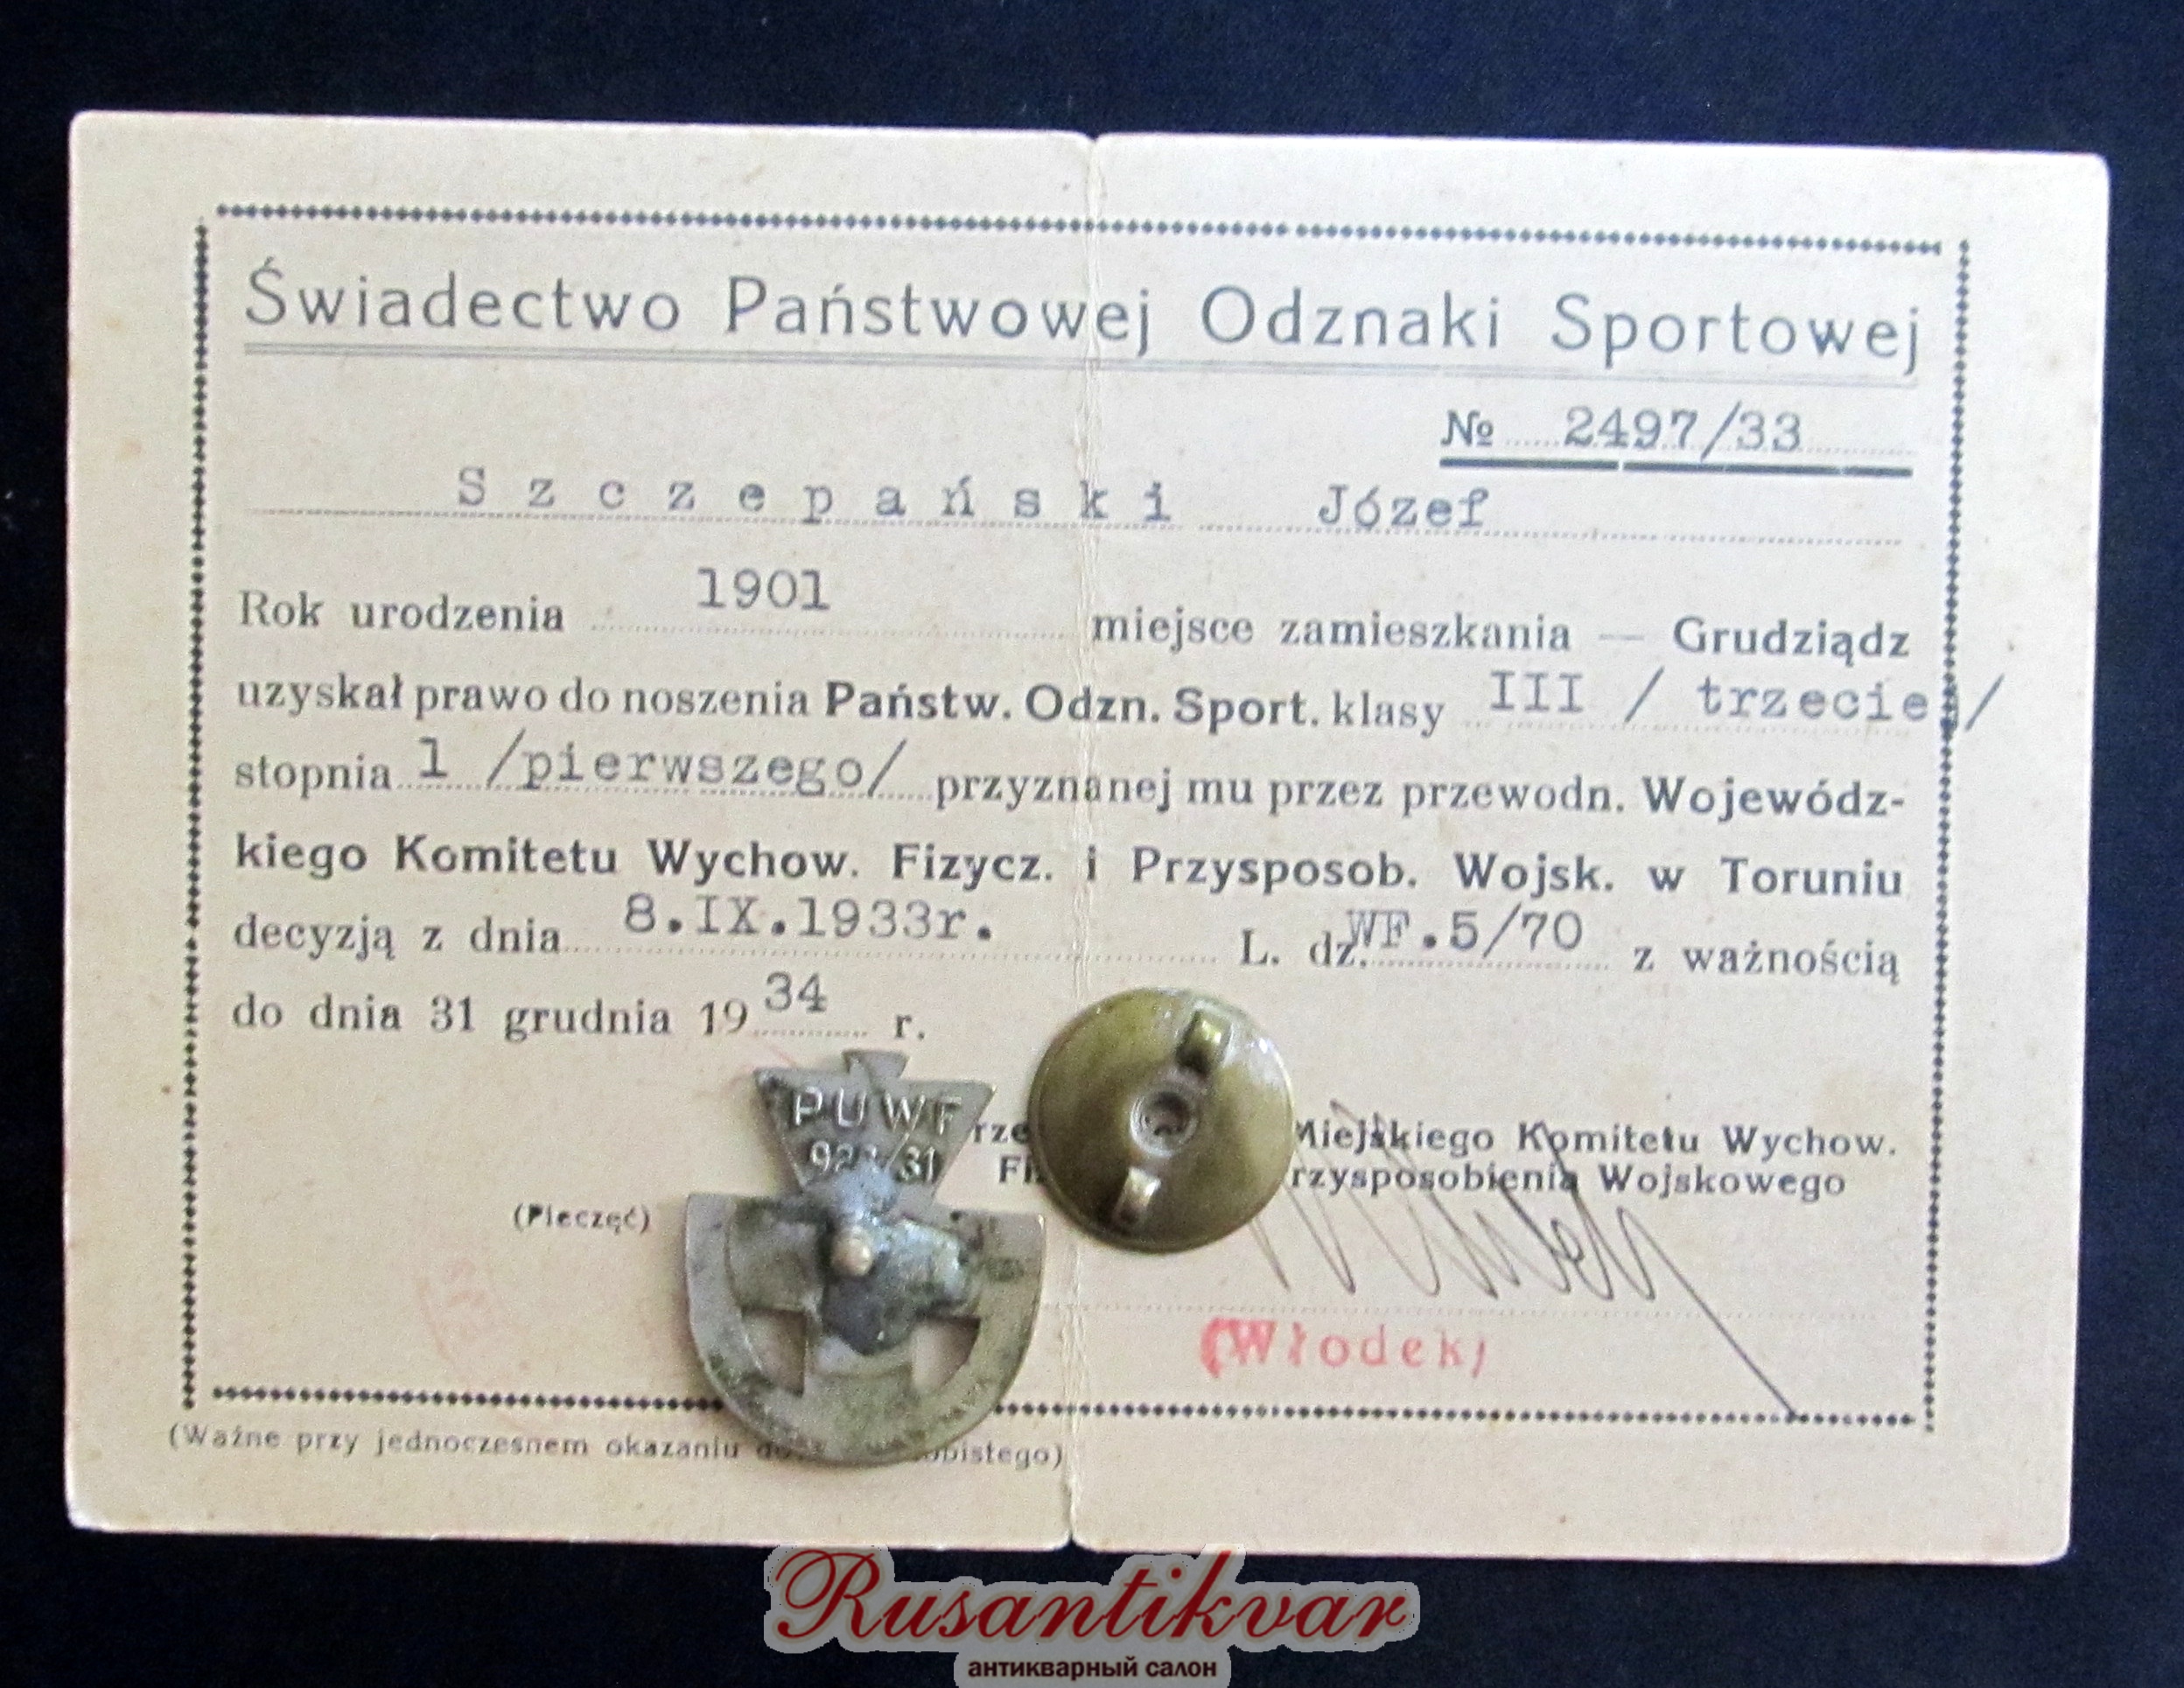 Świadectwo Państwowej Odznaki Sportowej
№ 2497/33
Szczepański Józef
Rok urodzenia 1901 miejsce zamieszkania — Grudziądz
uzyskał prawo do noszenia Państw. Odzn. Sport. klasy III / trzeciej/
stopnia 1 /pierwszego/ przyznanej mu przez przewodn. Wojewódz-
kiego Komitetu Wychow. Fizycz. i Przysposob. Wojsk. w Toruniu
decyzją z dnia 8.IX.1933r. L. dz. WF.5/70 z ważnością
do dnia 31 grudnia 1934 r.
PUWF
Miejskiego Komitetu Wychow.
rzysposobienia Wojskowego
(Pieczęć)
(Włodek)
(Ważne przy jednoczesnem okazaniu
Rusantikvar
антикварный салон